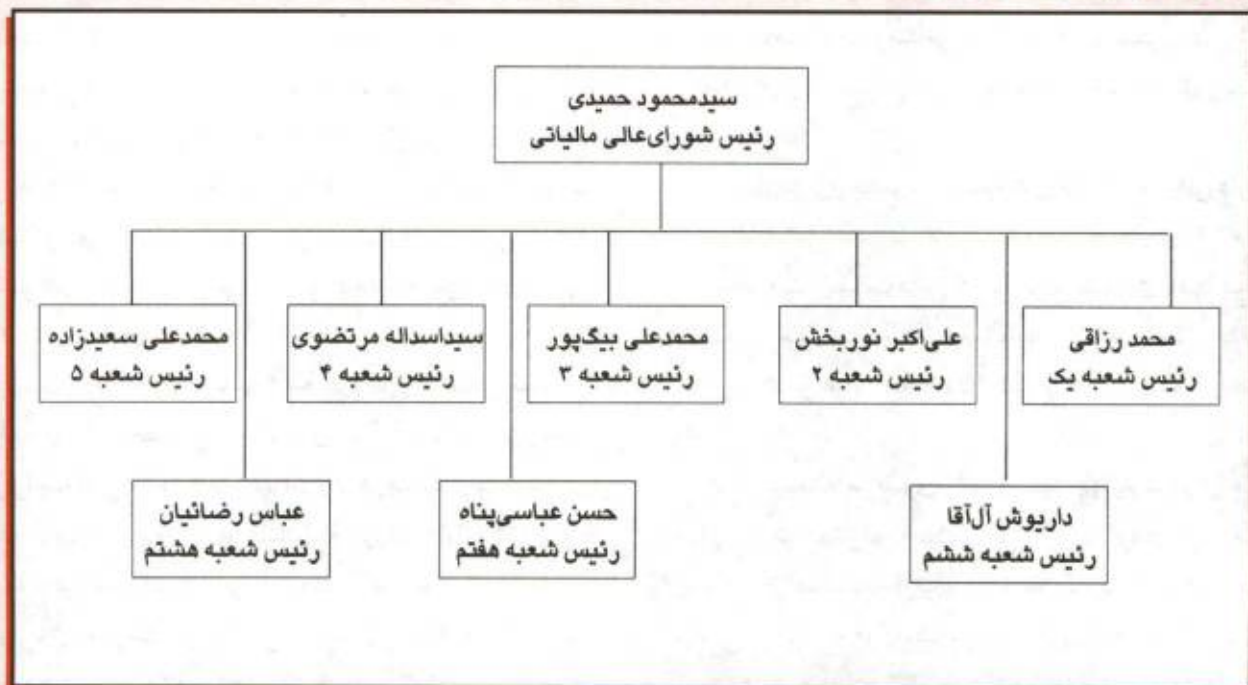 سیدمحمود حمیدی
رئیس شورای‌عالی مالیاتی
محمد رزاقی
رئیس شعبه یک
علی‌اکبر نوربخش
رئیس شعبه ۲
محمدعلی بیگ‌پور
رئیس شعبه ۳
سیداسداله مرتضوی
رئیس شعبه ۴
محمدعلی سعیدزاده
رئیس شعبه ۵
داریوش آل‌آقا
رئیس شعبه ششم
حسن عباسی‌پناه
رئیس شعبه هفتم
عباس رضائیان
رئیس شعبه هشتم